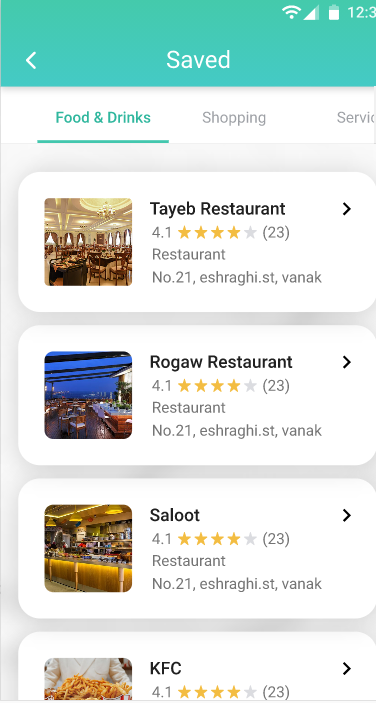 12:3
Saved
Food & Drinks Shopping Servic
Tayeb Restaurant
4.1 (23)
Restaurant
No.21, eshraghi.st, vanak
Rogaw Restaurant
4.1 (23)
Restaurant
No.21, eshraghi.st, vanak
Saloot
4.1 (23)
Restaurant
No.21, eshraghi.st, vanak
KFC
4.1 (23)